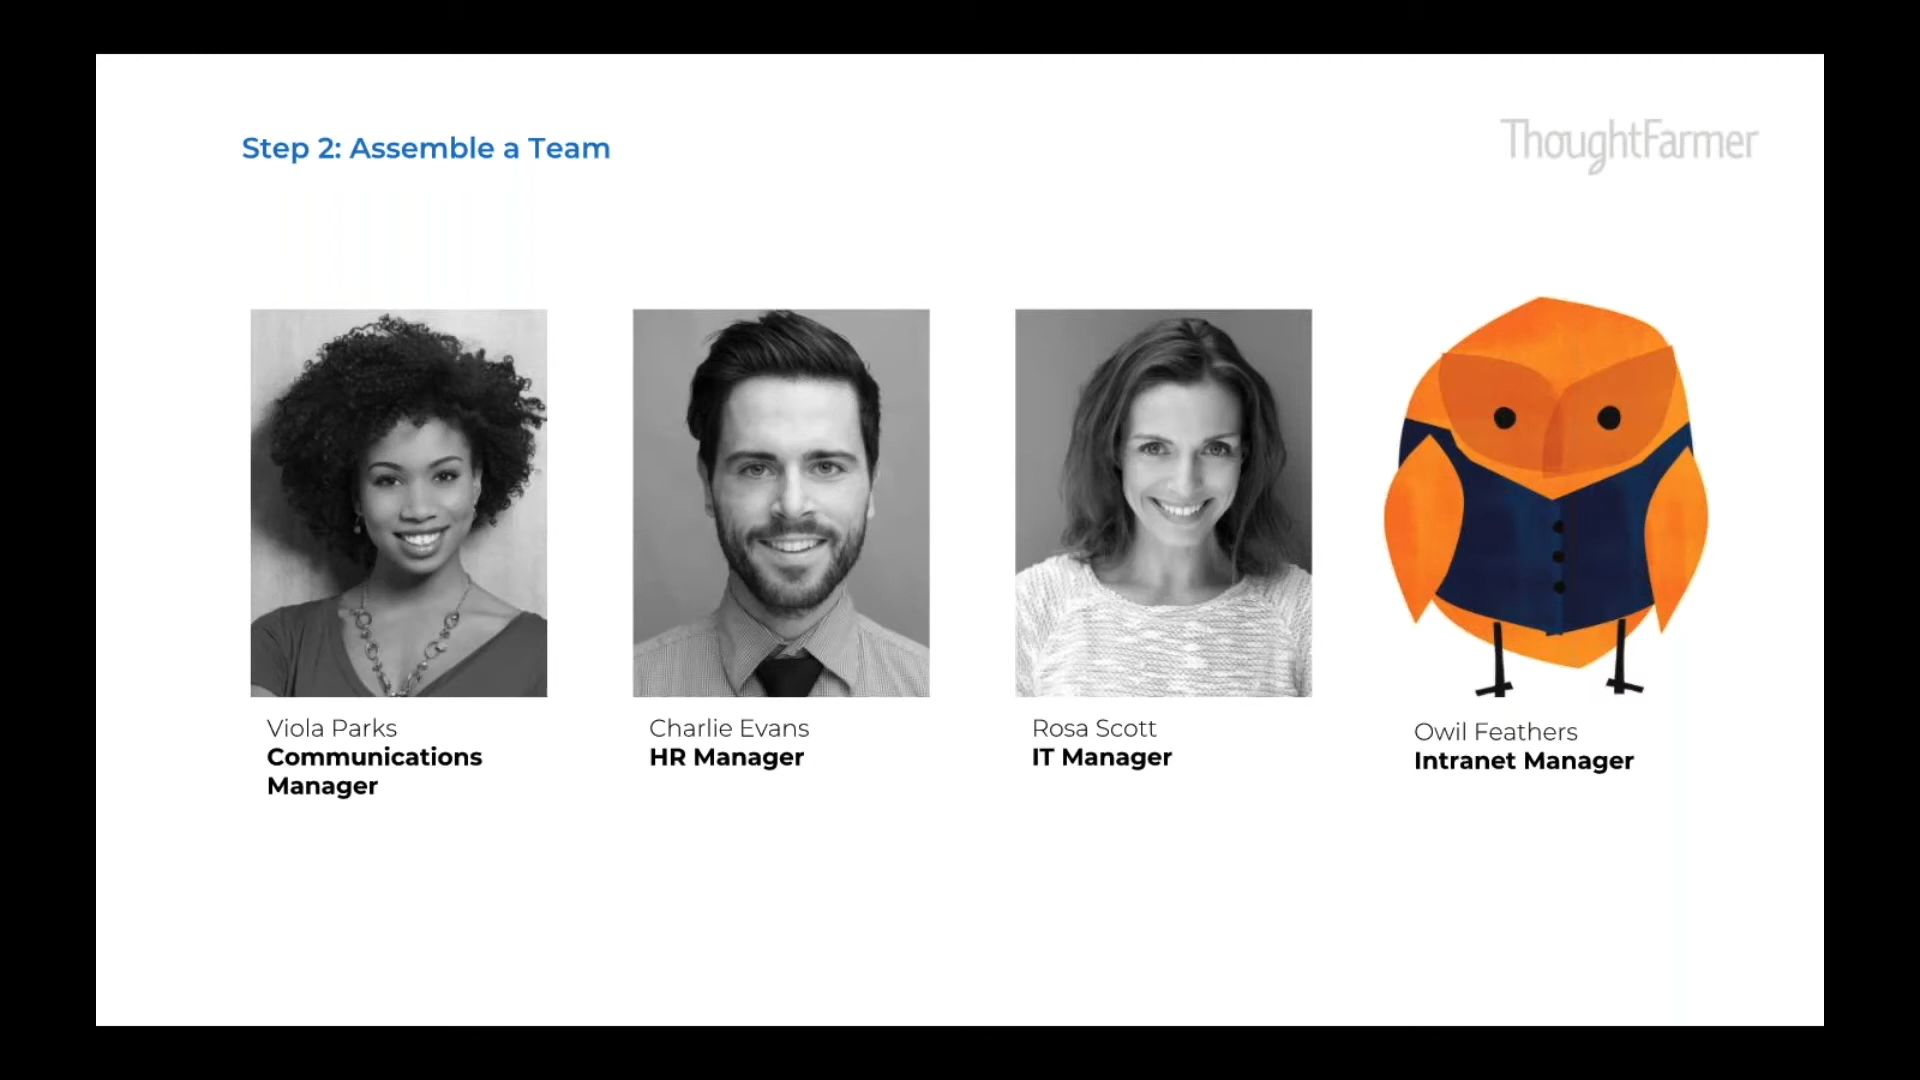 Step 2: Assemble a Team
ThoughtFarmer
Viola Parks
Communications
Manager
Charlie Evans
HR Manager
Rosa Scott
IT Manager
Owil Feathers
Intranet Manager